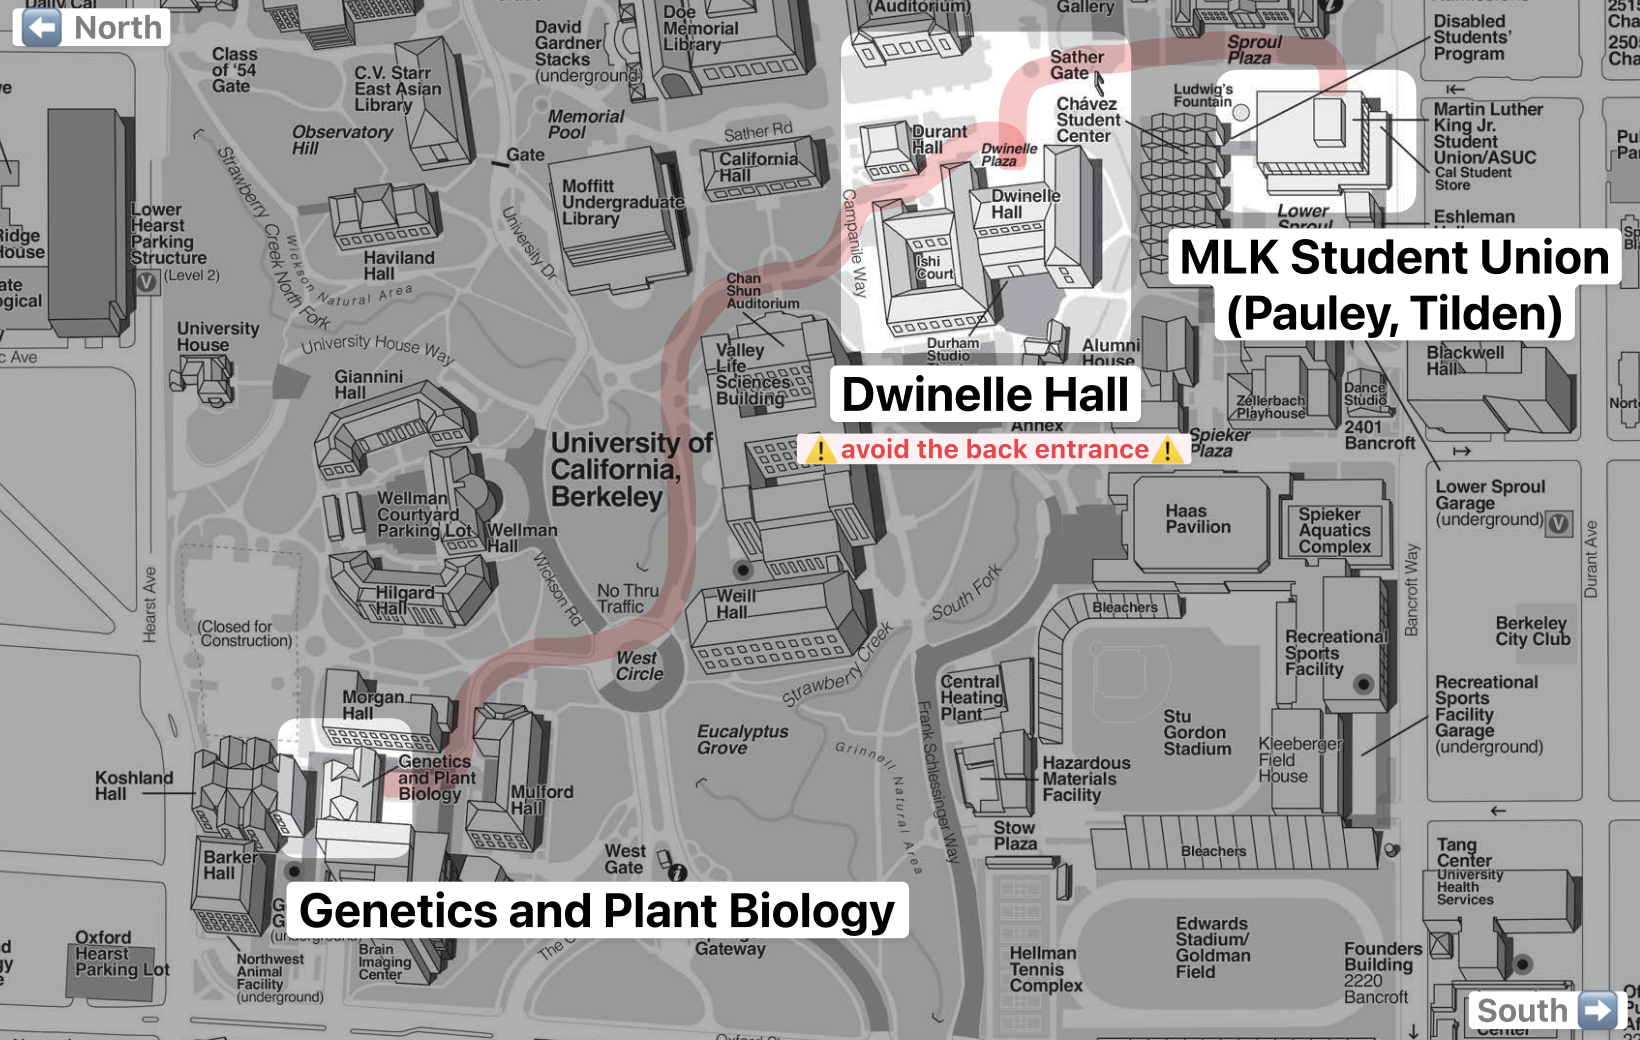 Daily Cal
North
Class
of '54
Gate
C.V. Starr
East Asian
Library
David
Gardner
Stacks
(underground)
Doe
Memorial
Library
(Auditorium)
Gallery
Sather
Gate
Sproul
Plaza
Disabled
Students'
Program
Observatory
Hill
Memorial
Pool
Gate
Sather Rd
California
Hall
Durant
Hall
Dwinelle
Plaza
Chávez
Student
Center
Ludwig's
Fountain
Martin Luther
King Jr.
Student
Union/ASUC
Cal Student
Store
Eshleman
Lower
Sproul
Strawberry Creek North Fork
Wickson Natural Area
Moffitt
Undergraduate
Library
Campanile Way
Dwinelle
Hall
Ishi
Court
Lower
Hearst
Parking
Structure
(Level 2)
V
Haviland
Hall
University Dr
Chan
Shun
Auditorium
MLK Student Union
(Pauley, Tilden)
University
House
University House Way
Giannini
Hall
Valley
Life
Sciences
Building
Durham
Studio
Alumni
House
Dwinelle Hall
Annex
⚠️avoid the back entrance⚠️
Zellerbach
Playhouse
Dance
Studio
2401
Bancroft
Blackwell
Hall
Spieker
Plaza
University of
California,
Berkeley
Wellman
Courtyard
Parking Lot
Wellman
Hall
Haas
Pavilion
Spieker
Aquatics
Complex
Lower Sproul
Garage
(underground)
V
Hilgard
Hall
Hearst Ave
Wickson Rd
No Thru
Traffic
Weill
Hall
South Fork
Bleachers
Bancroft Way
Durant Ave
(Closed for
Construction)
West
Circle
Strawberry Creek
Recreational
Sports
Facility
Berkeley
City Club
Morgan
Hall
Central
Heating
Plant
Frank Schlessinger Way
Eucalyptus
Grove
Grinnell Natural Area
Stu
Gordon
Stadium
Kleeberger
Field
House
Recreational
Sports
Facility
Garage
(underground)
Koshland
Hall
Genetics
and Plant
Biology
Mulford
Hall
Hazardous
Materials
Facility
Stow
Plaza
Bleachers
Barker
Hall
West
Gate
Tang
Center
University
Health
Services
Genetics and Plant Biology
Oxford
Hearst
Parking Lot
Northwest
Animal
Facility
(underground)
Brain
Imaging
Center
Gateway
Hellman
Tennis
Complex
Edwards
Stadium/
Goldman
Field
Founders
Building
2220
Bancroft
South
Center